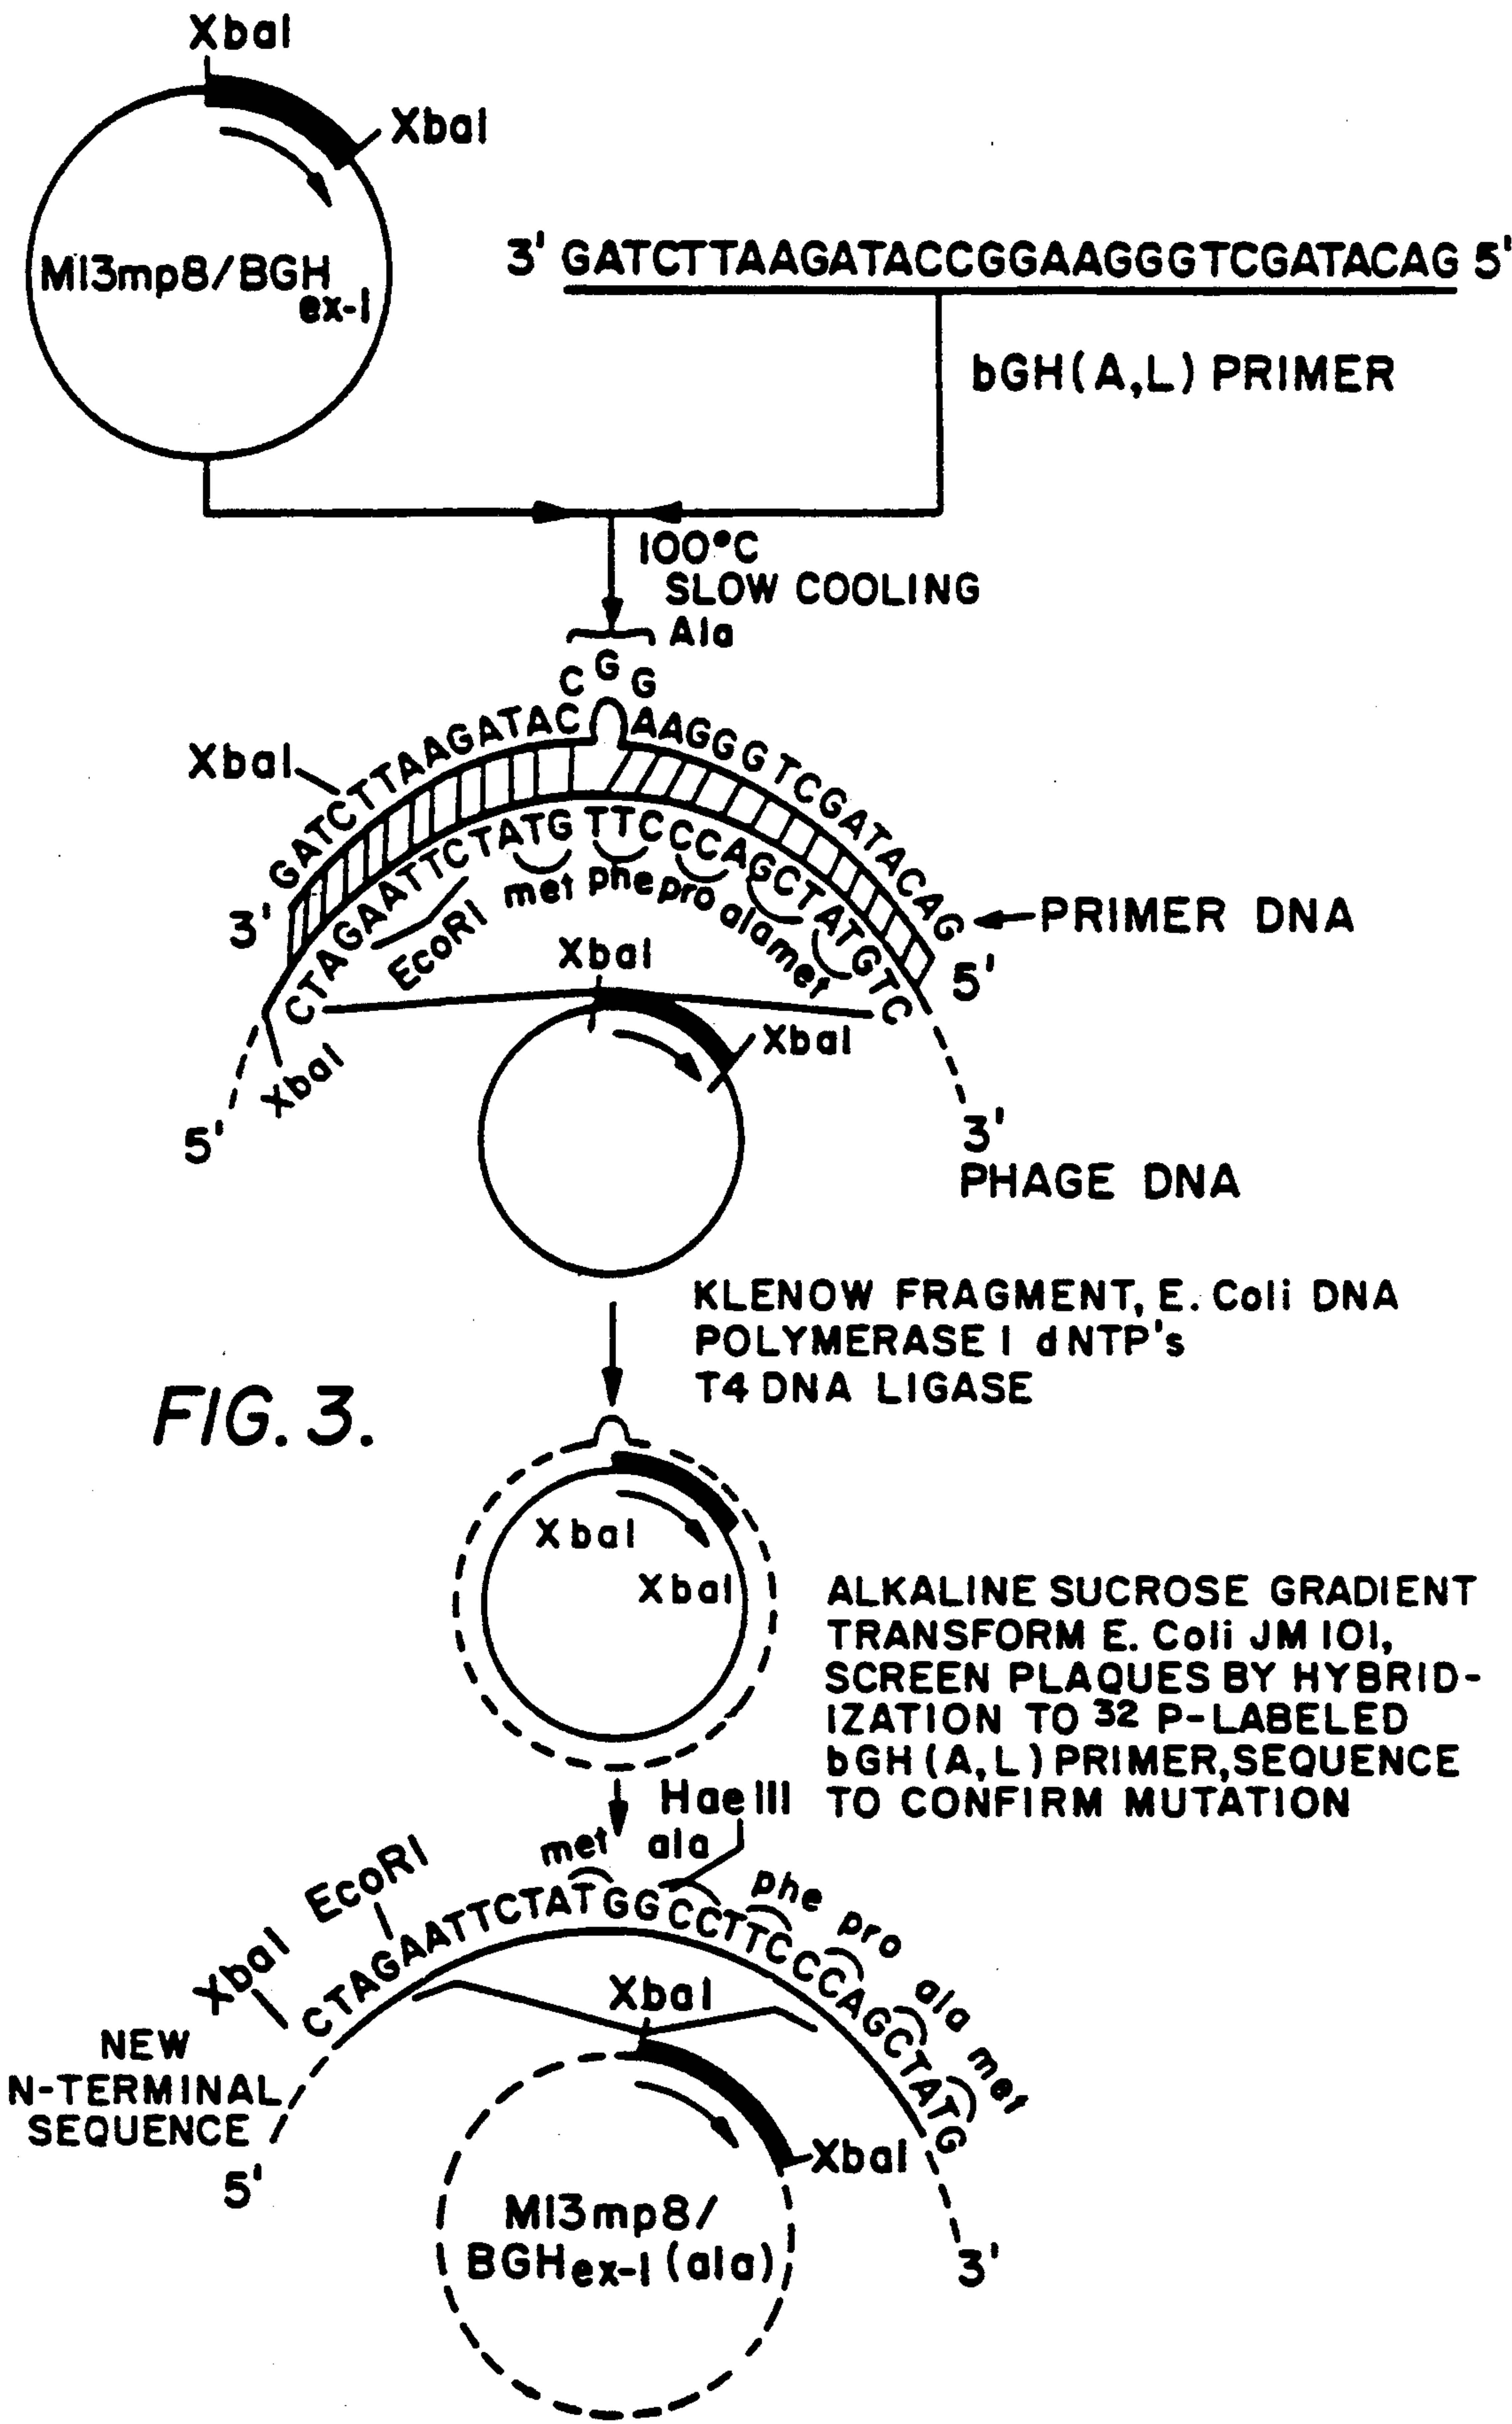 XbaI
XbaI
M13mp8/BGH
ex-1
3' GATCTTAAGATACCGGAAGGGTCGATACAG 5'
bGH(A,L) PRIMER
100°C
SLOW COOLING
Ala
CGG
GATCTTAAGATAC AAGGGTCGATACAG
XbaI
3'
CTAGAATTCTATG TTCCCAGCTATGTC
PRIMER DNA
5'
EcoRI
met phe pro ala met
XbaI
XbaI
XbaI
5'
3'
PHAGE DNA
KLENOW FRAGMENT, E. Coli DNA
POLYMERASE I dNTP's
T4 DNA LIGASE
FIG. 3.
XbaI
XbaI
ALKALINE SUCROSE GRADIENT
TRANSFORM E. Coli JM 101,
SCREEN PLAQUES BY HYBRID-
IZATION TO 32 P-LABELED
bGH (A,L) PRIMER, SEQUENCE
TO CONFIRM MUTATION
Hae III
met ala phe pro ala met
XbaI EcoRI
CTAGAATTCTATGGCCTTCCCAGCTATG
XbaI
NEW
N-TERMINAL
SEQUENCE
5'
XbaI
M13mp8/
BGHex-1 (ala)
3'